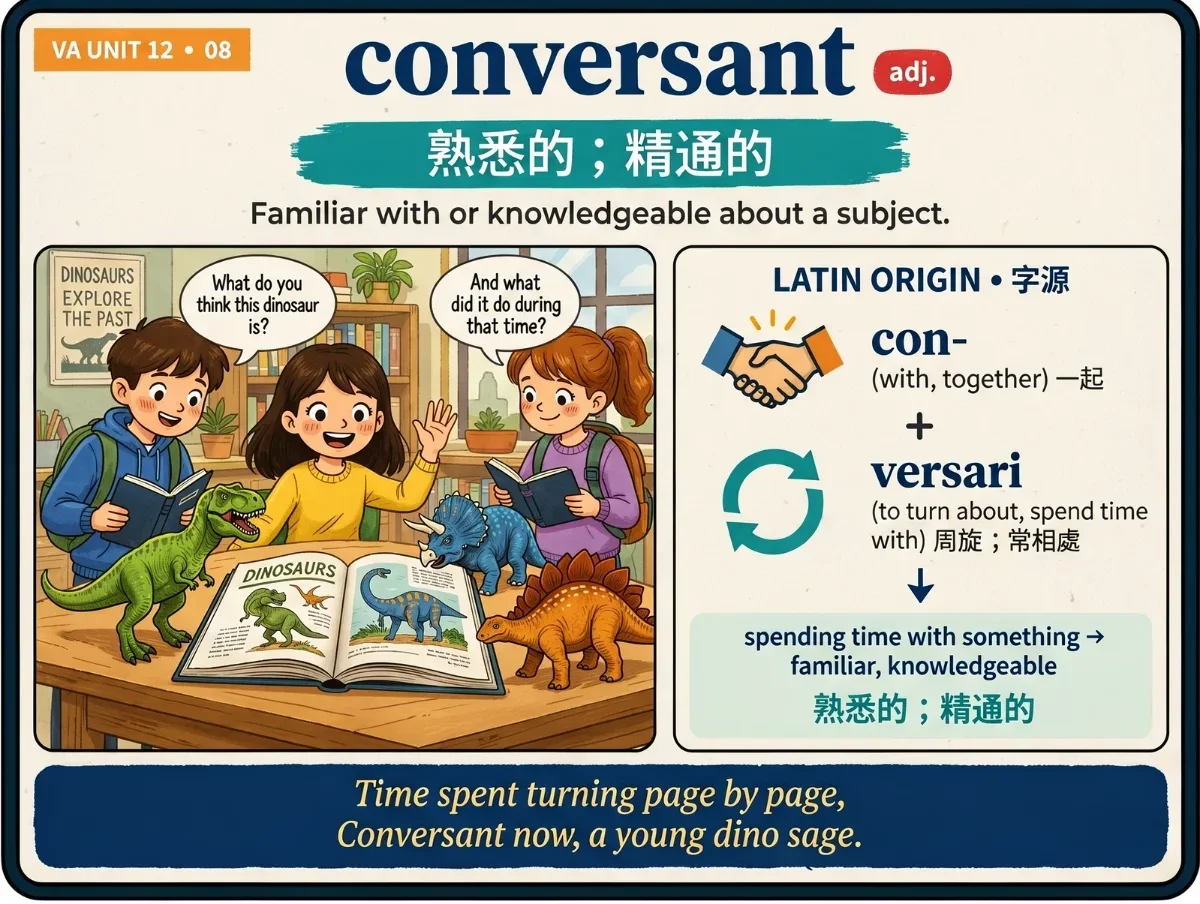 VA UNIT 12 • 08
conversant
adj.
熟悉的；精通的
Familiar with or knowledgeable about a subject.
DINOSAURS
EXPLORE
THE PAST
What do you
think this dinosaur
is?
And what
did it do during
that time?
DINOSAURS
LATIN ORIGIN • 字源
con-
(with, together) 一起
+
versari
(to turn about, spend time
with) 周旋；常相處
spending time with something →
familiar, knowledgeable
熟悉的；精通的
Time spent turning page by page,
Conversant now, a young dino sage.